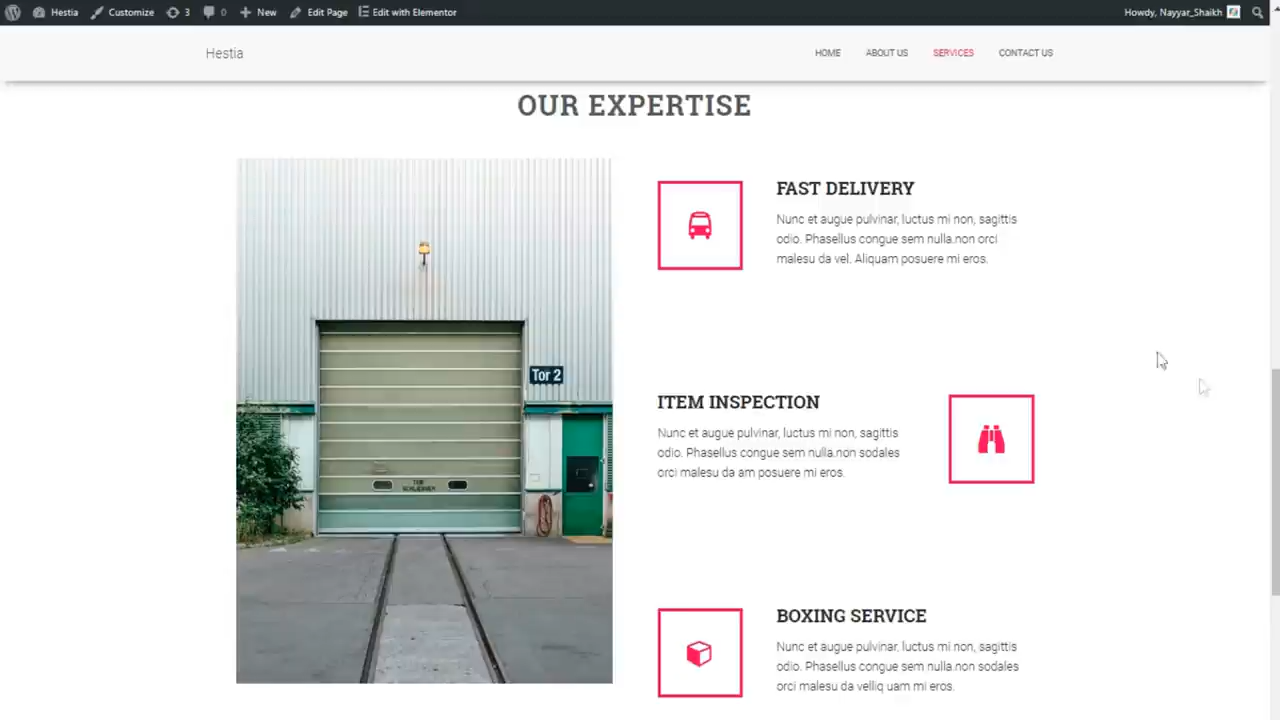 Hestia Customize 3 0 New Edit Page Edit with Elementor Howdy, Nayyar_Shaikh
Hestia HOME ABOUT US SERVICES CONTACT US
OUR EXPERTISE
FAST DELIVERY
Nunc et augue pulvinar, luctus mi non, sagittis
odio. Phasellus congue sem nulla.non orci
malesu da vel. Aliquam posuere mi eros.
Tor 2
ITEM INSPECTION
Nunc et augue pulvinar, luctus mi non, sagittis
odio. Phasellus congue sem nulla.non sodales
orci malesu da am posuere mi eros.
BOXING SERVICE
Nunc et augue pulvinar, luctus mi non, sagittis
odio. Phasellus congue sem nulla.non sodales
orci malesu da velliq uam mi eros.